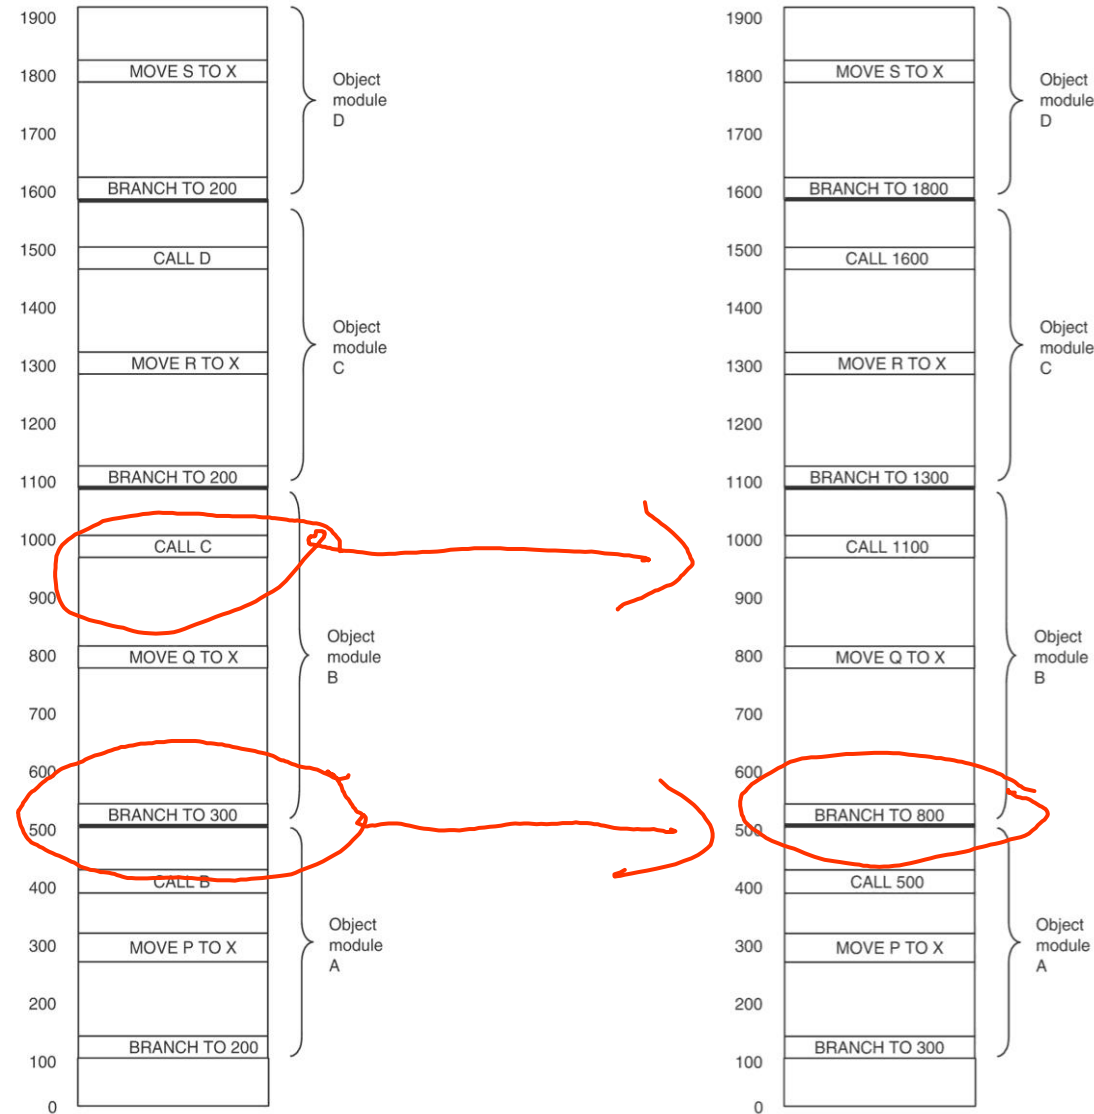 1900
MOVE S TO X
1800
Object
module
D
1700
BRANCH TO 200
1600
1500
CALL D
1400
Object
module
C
MOVE R TO X
1300
1200
BRANCH TO 200
1100
1000
CALL C
900
Object
module
B
MOVE Q TO X
800
700
600
BRANCH TO 300
500
CALL B
400
Object
module
A
MOVE P TO X
300
200
BRANCH TO 200
100
0
1900
MOVE S TO X
1800
Object
module
D
1700
BRANCH TO 1800
1600
1500
CALL 1600
1400
Object
module
C
MOVE R TO X
1300
1200
BRANCH TO 1300
1100
1000
CALL 1100
900
Object
module
B
MOVE Q TO X
800
700
600
BRANCH TO 800
500
CALL 500
400
Object
module
A
MOVE P TO X
300
200
BRANCH TO 300
100
0